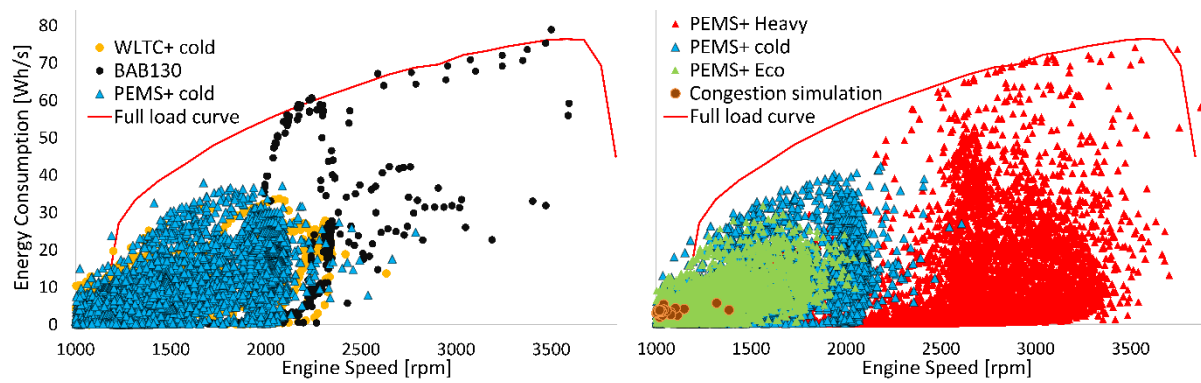 Energy Consumption [Wh/s]
80
70
60
50
40
30
20
10
0
WLTC+ cold
BAB130
PEMS+ cold
Full load curve
1000 1500 2000 2500 3000 3500
Engine Speed [rpm]
PEMS+ Heavy
PEMS+ cold
PEMS+ Eco
Congestion simulation
Full load curve
1000 1500 2000 2500 3000 3500
Engine Speed [rpm]